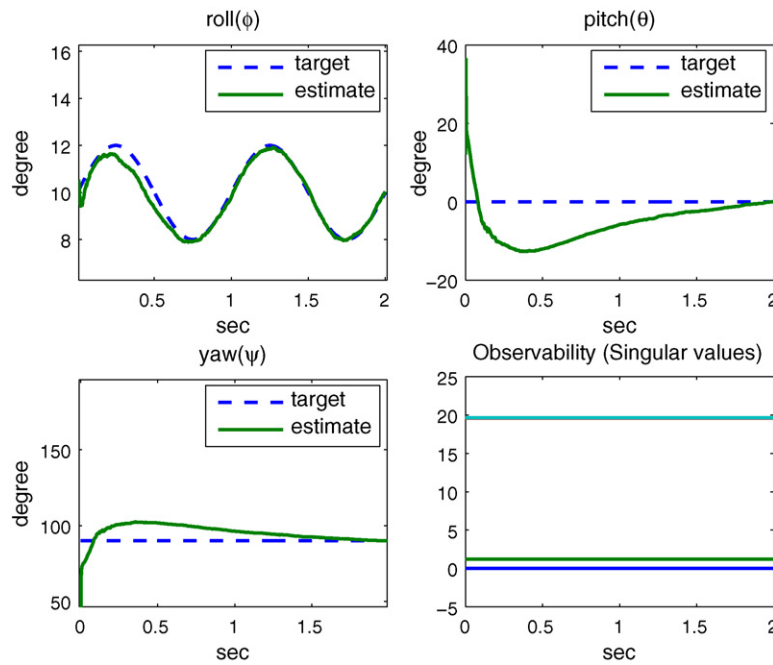 roll(ϕ)
16
14
12
10
8
degree
target
estimate
0.5
1
1.5
2
sec
pitch(θ)
40
20
0
−20
degree
target
estimate
0
0.5
1
1.5
2
sec
yaw(ψ)
150
100
50
degree
target
estimate
0
0.5
1
1.5
sec
Observability (Singular values)
25
20
15
10
5
0
−5
0
0.5
1
1.5
2
sec